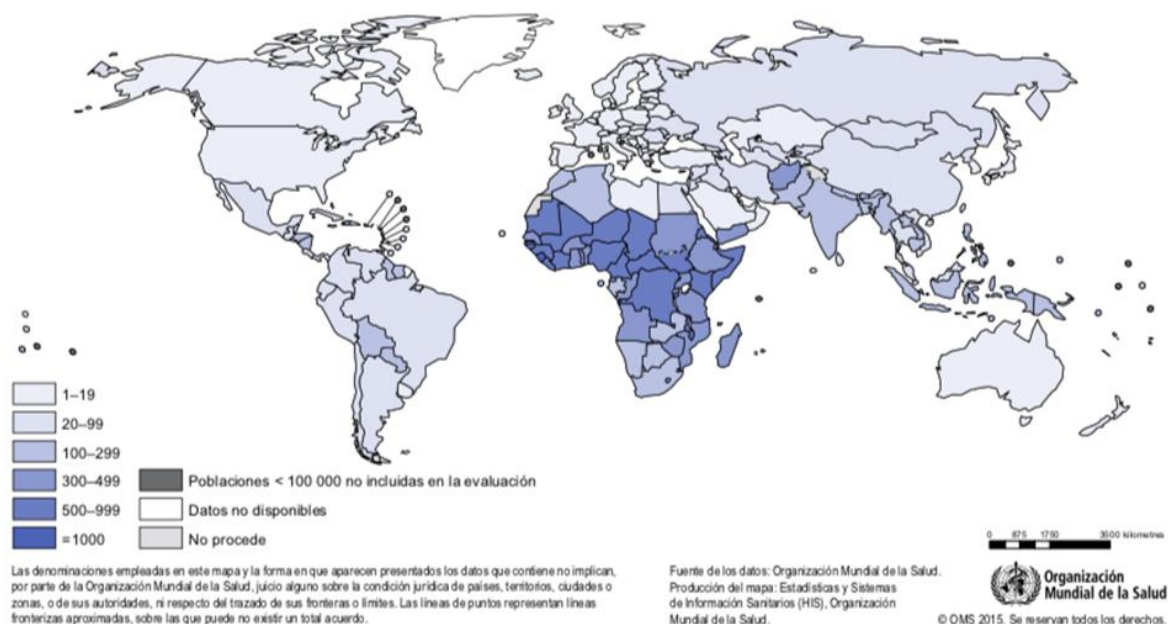 1–19
20–99
100–299
300–499
500–999
=1000
Poblaciones < 100 000 no incluidas en la evaluación
Datos no disponibles
No procede
0 875 1750 3500 kilometres
Las denominaciones empleadas en este mapa y la forma en que aparecen presentados los datos que contiene no implican,
por parte de la Organización Mundial de la Salud, juicio alguno sobre la condición jurídica de países, territorios, ciudades o
zonas, o de sus autoridades, ni respecto del trazado de sus fronteras o límites. Las líneas de puntos representan líneas
fronterizas aproximadas, sobre las que puede no existir un total acuerdo.
Fuente de los datos: Organización Mundial de la Salud.
Producción del mapa: Estadísticas y Sistemas
de Información Sanitarios (HIS), Organización
Mundial de la Salud.
Organización
Mundial de la Salud
© OMS 2015. Se reservan todos los derechos.